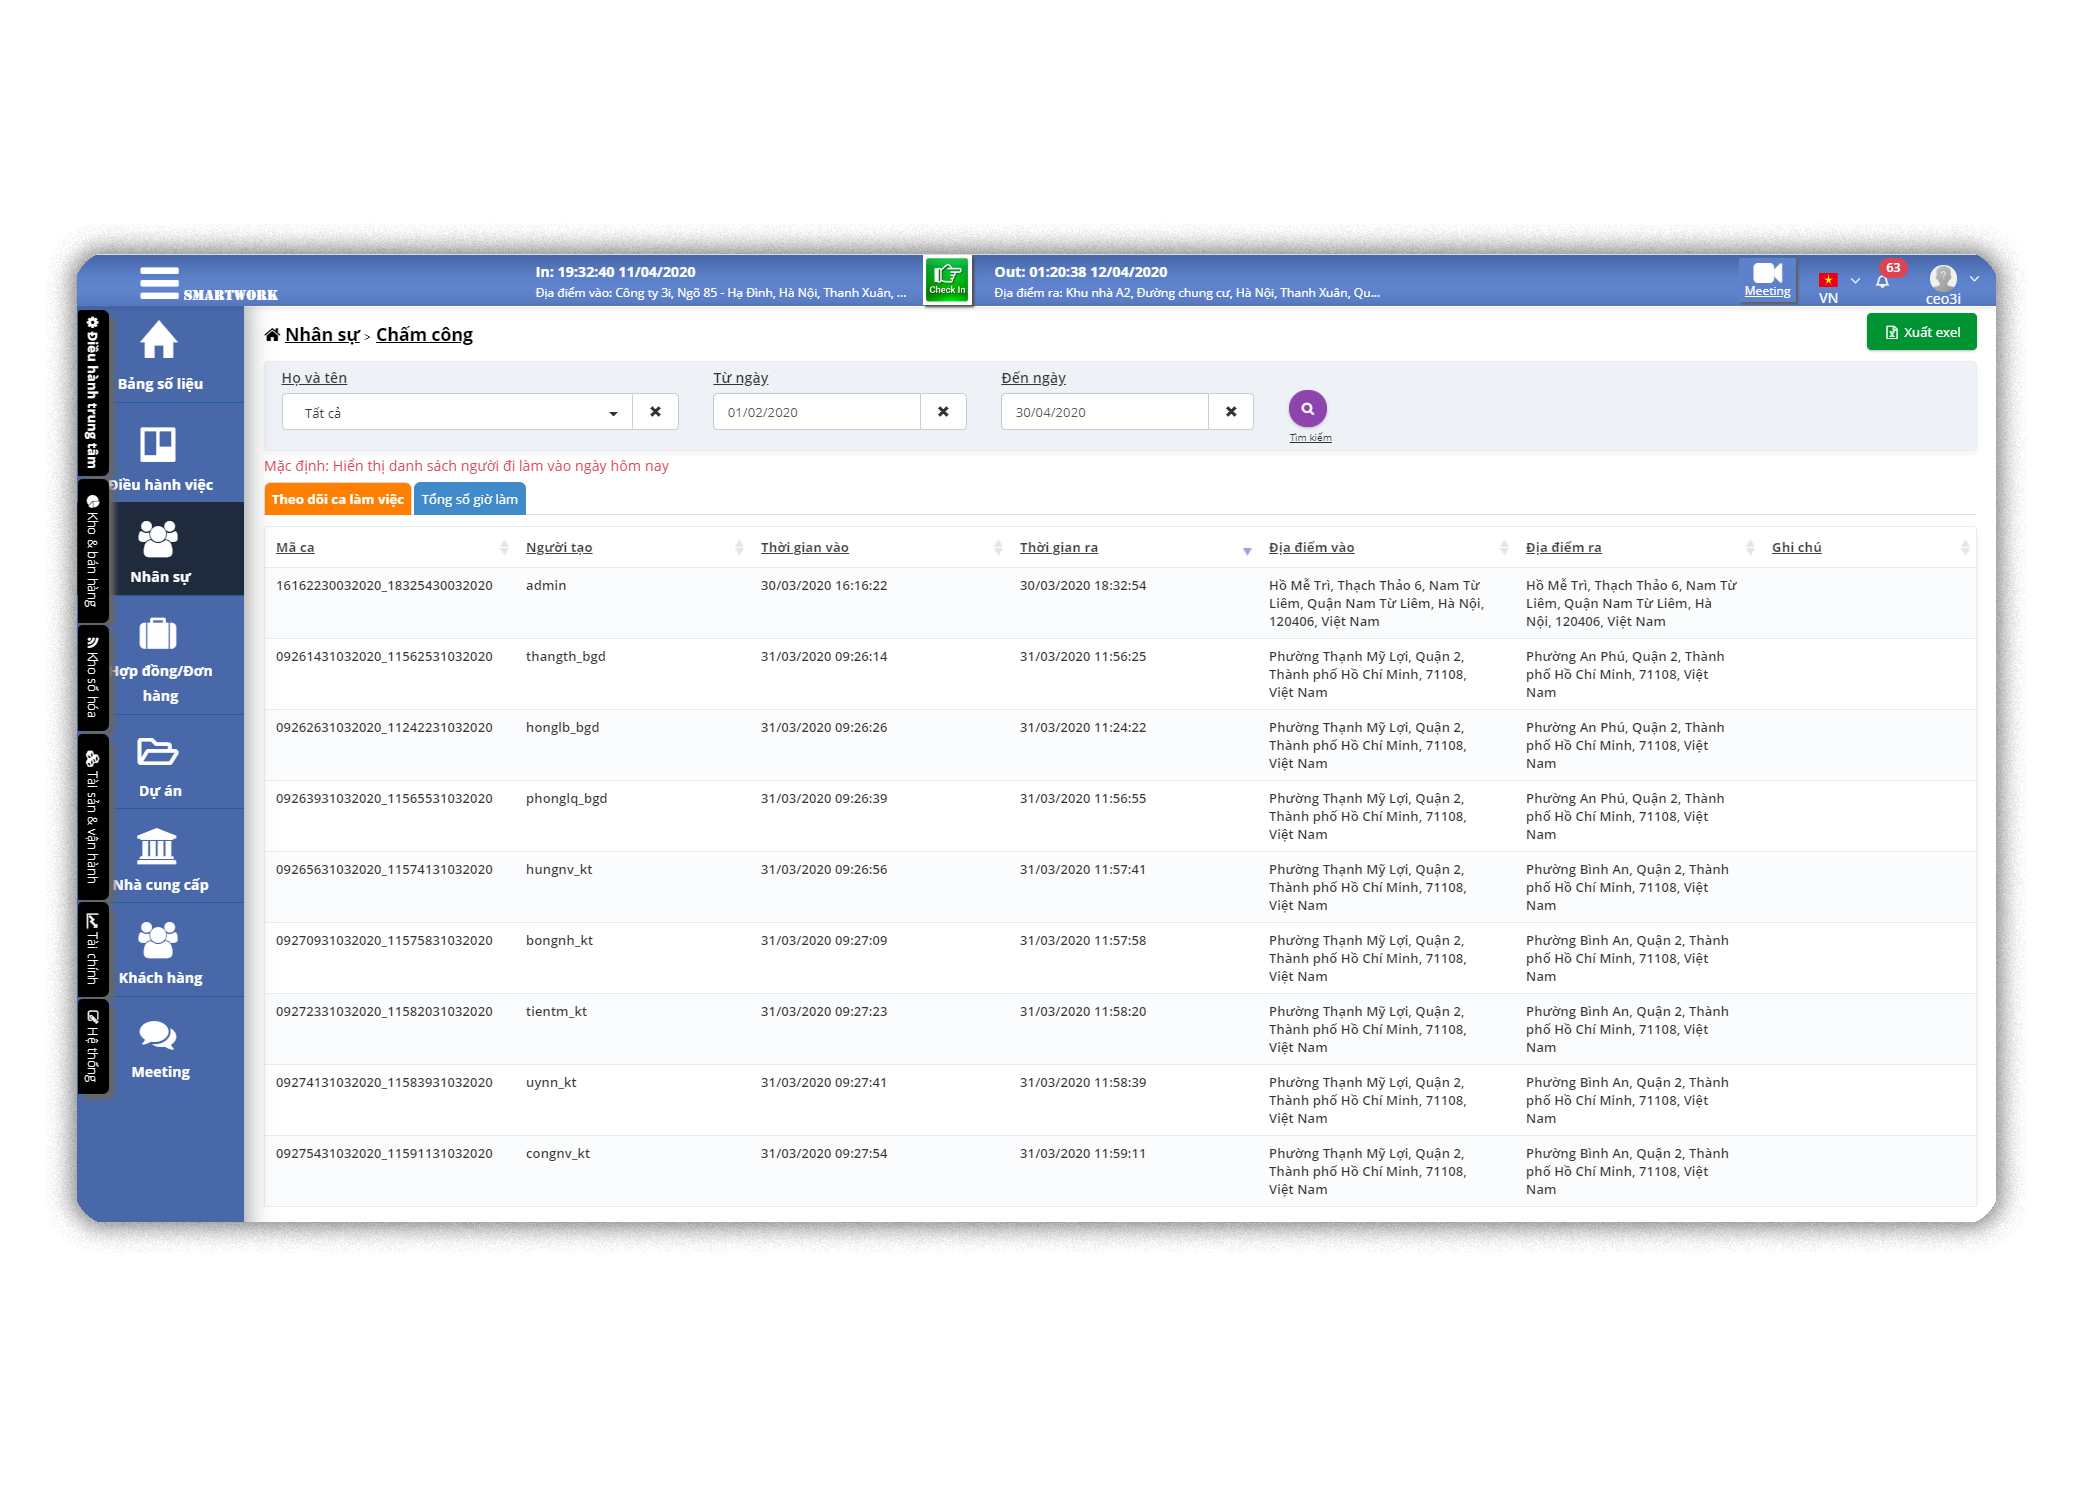 SMARTWORK
In: 19:32:40 11/04/2020
Địa điểm vào: Công ty 3i, Ngõ 85 - Hạ Đình, Hà Nội, Thanh Xuân, ...
Check In
Out: 01:20:38 12/04/2020
Địa điểm ra: Khu nhà A2, Đường chung cư, Hà Nội, Thanh Xuân, Qu...
Meeting
VN
63
ceo3i
Điều hành trung tâm
Kho & bán hàng
Kho số hóa
Tài sản & vận hành
Tài chính
Hệ thống
Bảng số liệu
Điều hành việc
Nhân sự
Hợp đồng/Đơn
hàng
Dự án
Nhà cung cấp
Khách hàng
Meeting
Nhân sự > Chấm công
Xuất exel
Họ và tên
Từ ngày
Đến ngày
Tất cả
01/02/2020
30/04/2020
Tìm kiếm
Mặc định: Hiển thị danh sách người đi làm vào ngày hôm nay
Theo dõi ca làm việc
Tổng số giờ làm
Mã ca Người tạo Thời gian vào Thời gian ra Địa điểm vào Địa điểm ra Ghi chú
16162230032020_18325430032020 admin 30/03/2020 16:16:22 30/03/2020 18:32:54 Hồ Mễ Trì, Thạch Thảo 6, Nam Từ Hồ Mễ Trì, Thạch Thảo 6, Nam Từ
Liêm, Quận Nam Từ Liêm, Hà Nội, Liêm, Quận Nam Từ Liêm, Hà
120406, Việt Nam Nội, 120406, Việt Nam
09261431032020_11562531032020 thangth_bgd 31/03/2020 09:26:14 31/03/2020 11:56:25 Phường Thạnh Mỹ Lợi, Quận 2, Phường An Phú, Quận 2, Thành
Thành phố Hồ Chí Minh, 71108, phố Hồ Chí Minh, 71108, Việt
Việt Nam Nam
09262631032020_11242231032020 honglb_bgd 31/03/2020 09:26:26 31/03/2020 11:24:22 Phường Thạnh Mỹ Lợi, Quận 2, Phường An Phú, Quận 2, Thành
Thành phố Hồ Chí Minh, 71108, phố Hồ Chí Minh, 71108, Việt
Việt Nam Nam
09263931032020_11565531032020 phonglq_bgd 31/03/2020 09:26:39 31/03/2020 11:56:55 Phường Thạnh Mỹ Lợi, Quận 2, Phường An Phú, Quận 2, Thành
Thành phố Hồ Chí Minh, 71108, phố Hồ Chí Minh, 71108, Việt
Việt Nam Nam
09265631032020_11574131032020 hungnv_kt 31/03/2020 09:26:56 31/03/2020 11:57:41 Phường Thạnh Mỹ Lợi, Quận 2, Phường Bình An, Quận 2, Thành
Thành phố Hồ Chí Minh, 71108, phố Hồ Chí Minh, 71108, Việt
Việt Nam Nam
09270931032020_11575831032020 bongnh_kt 31/03/2020 09:27:09 31/03/2020 11:57:58 Phường Thạnh Mỹ Lợi, Quận 2, Phường Bình An, Quận 2, Thành
Thành phố Hồ Chí Minh, 71108, phố Hồ Chí Minh, 71108, Việt
Việt Nam Nam
09272331032020_11582031032020 tientm_kt 31/03/2020 09:27:23 31/03/2020 11:58:20 Phường Thạnh Mỹ Lợi, Quận 2, Phường Bình An, Quận 2, Thành
Thành phố Hồ Chí Minh, 71108, phố Hồ Chí Minh, 71108, Việt
Việt Nam Nam
09274131032020_11583931032020 uynn_kt 31/03/2020 09:27:41 31/03/2020 11:58:39 Phường Thạnh Mỹ Lợi, Quận 2, Phường Bình An, Quận 2, Thành
Thành phố Hồ Chí Minh, 71108, phố Hồ Chí Minh, 71108, Việt
Việt Nam Nam
09275431032020_11591131032020 congnv_kt 31/03/2020 09:27:54 31/03/2020 11:59:11 Phường Thạnh Mỹ Lợi, Quận 2, Phường Bình An, Quận 2, Thành
Thành phố Hồ Chí Minh, 71108, phố Hồ Chí Minh, 71108, Việt
Việt Nam Nam